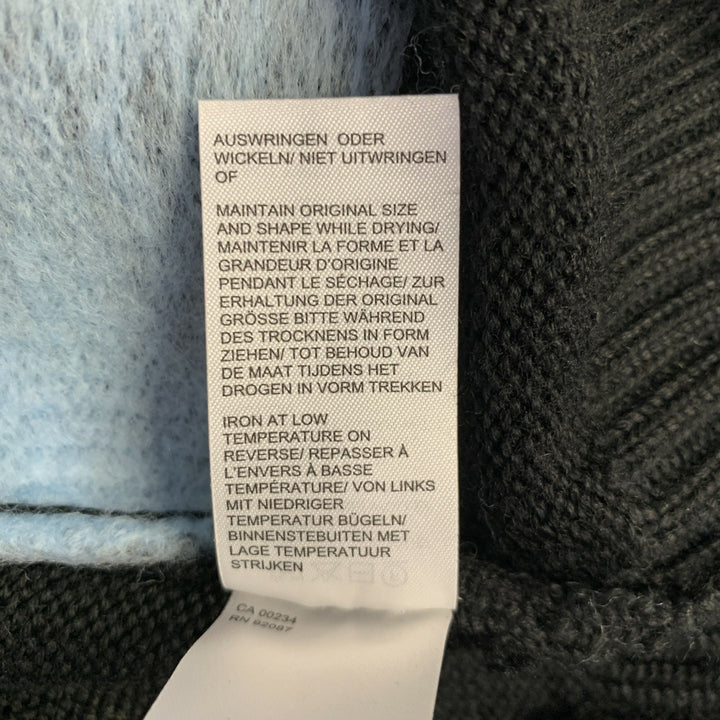 AUSWRINGEN ODER
WICKELN/ NIET UITWRINGEN
OF
MAINTAIN ORIGINAL SIZE
AND SHAPE WHILE DRYING/
MAINTENIR LA FORME ET LA
GRANDEUR D'ORIGINE
PENDANT LE SÉCHAGE/ ZUR
ERHALTUNG DER ORIGINAL
GRÖSSE BITTE WÄHREND
DES TROCKNENS IN FORM
ZIEHEN/ TOT BEHOUD VAN
DE MAAT TIJDENS HET
DROGEN IN VORM TREKKEN
IRON AT LOW
TEMPERATURE ON
REVERSE/ REPASSER À
L'ENVERS À BASSE
TEMPÉRATURE/ VON LINKS
MIT NIEDRIGER
TEMPERATUR BÜGELN/
BINNENSTEBUITEN MET
LAGE TEMPERATUUR
STRIJKEN
CA 00234
RN 92087